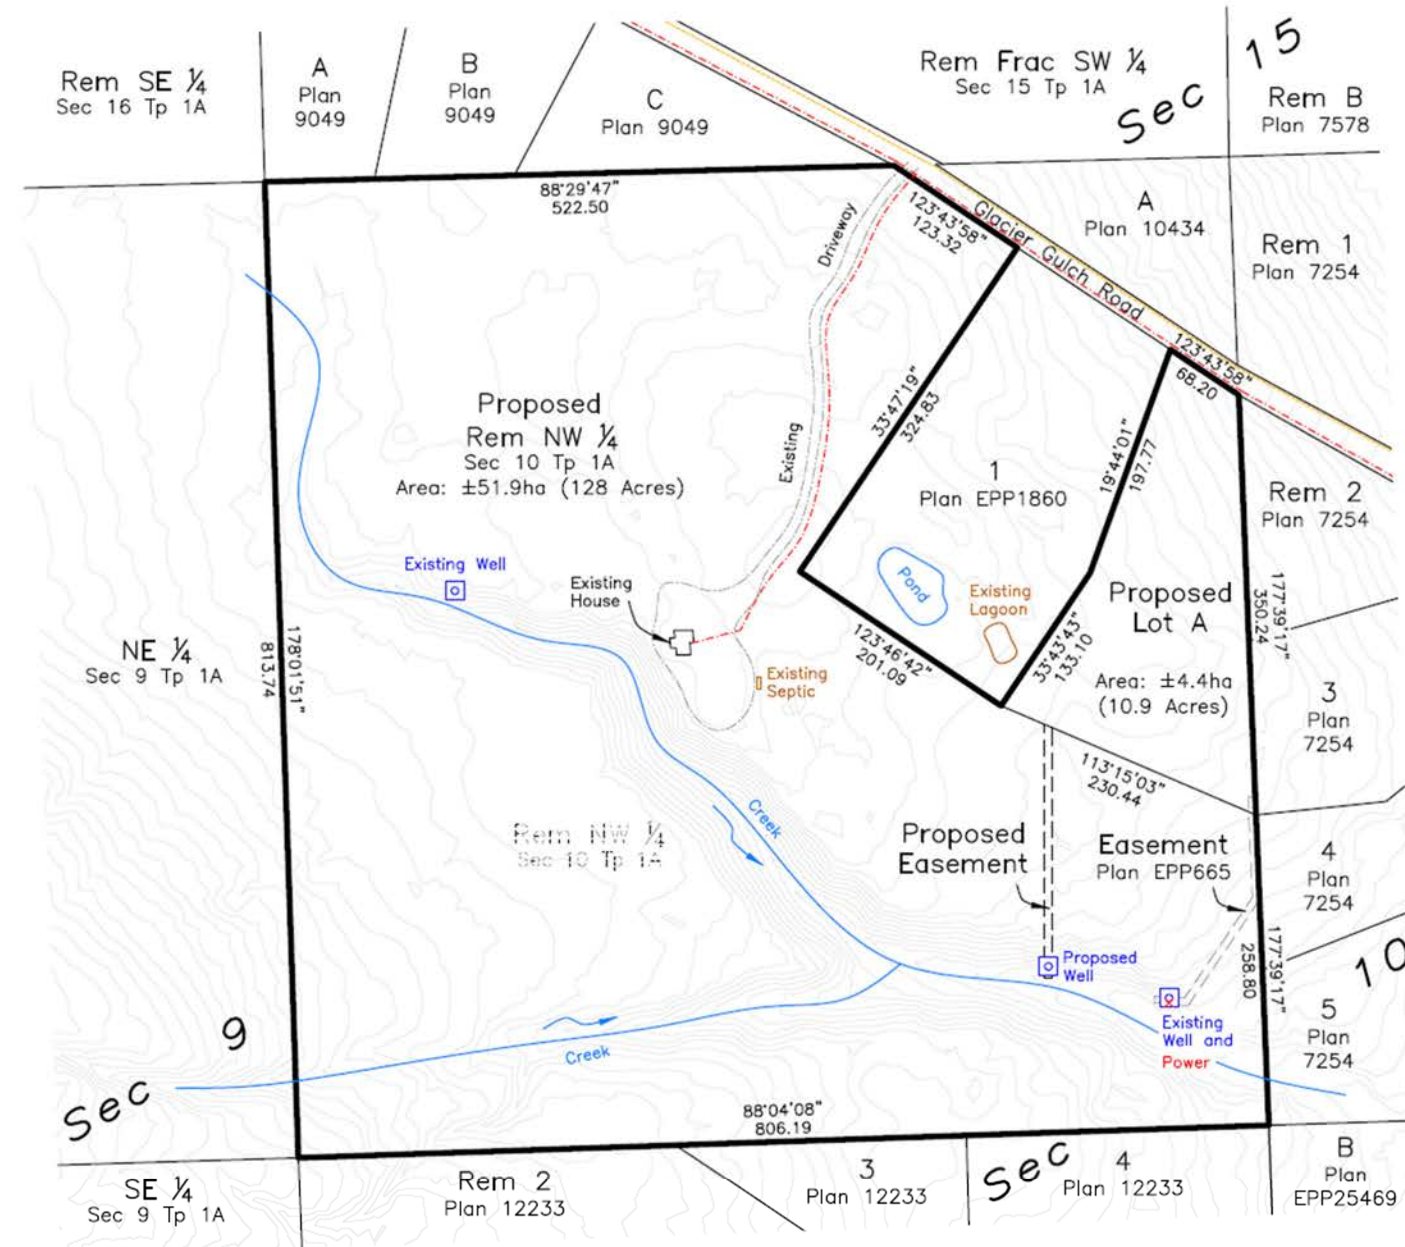 Rem SE ¼
Sec 16 Tp 1A
A
Plan
9049
B
Plan
9049
C
Plan 9049
Rem Frac SW ¼
Sec 15 Tp 1A
Sec 15
Rem B
Plan 7578
88°29'47"
522.50
Driveway
123°43'58"
123.32
Glacier Gulch Road
A
Plan 10434
Rem 1
Plan 7254
123°43'58"
68.20
Proposed
Rem NW ¼
Sec 10 Tp 1A
Area: ±51.9ha (128 Acres)
Existing
33°47'19"
324.83
1
Plan EPP1860
19°44'01"
197.77
Rem 2
Plan 7254
Existing Well
Existing
House
Pond
Existing
Lagoon
Proposed
Lot A
Area: ±4.4ha
(10.9 Acres)
177°39'17"
350.24
NE ¼
Sec 9 Tp 1A
178°01'51"
813.74
Existing
Septic
123°46'42"
201.09
33°43'43"
133.10
3
Plan
7254
113°15'03"
230.44
Rem NW ¼
Sec 10 Tp 1A
Creek
Proposed
Easement
Easement
Plan EPP665
4
Plan
7254
177°39'17"
258.80
Proposed
Well
Existing
Well and
Power
10
5
Plan
7254
Sec 9
Creek
88°04'08"
806.19
SE ¼
Sec 9 Tp 1A
Rem 2
Plan 12233
3
Plan 12233
Sec
4
Plan 12233
B
Plan
EPP25469